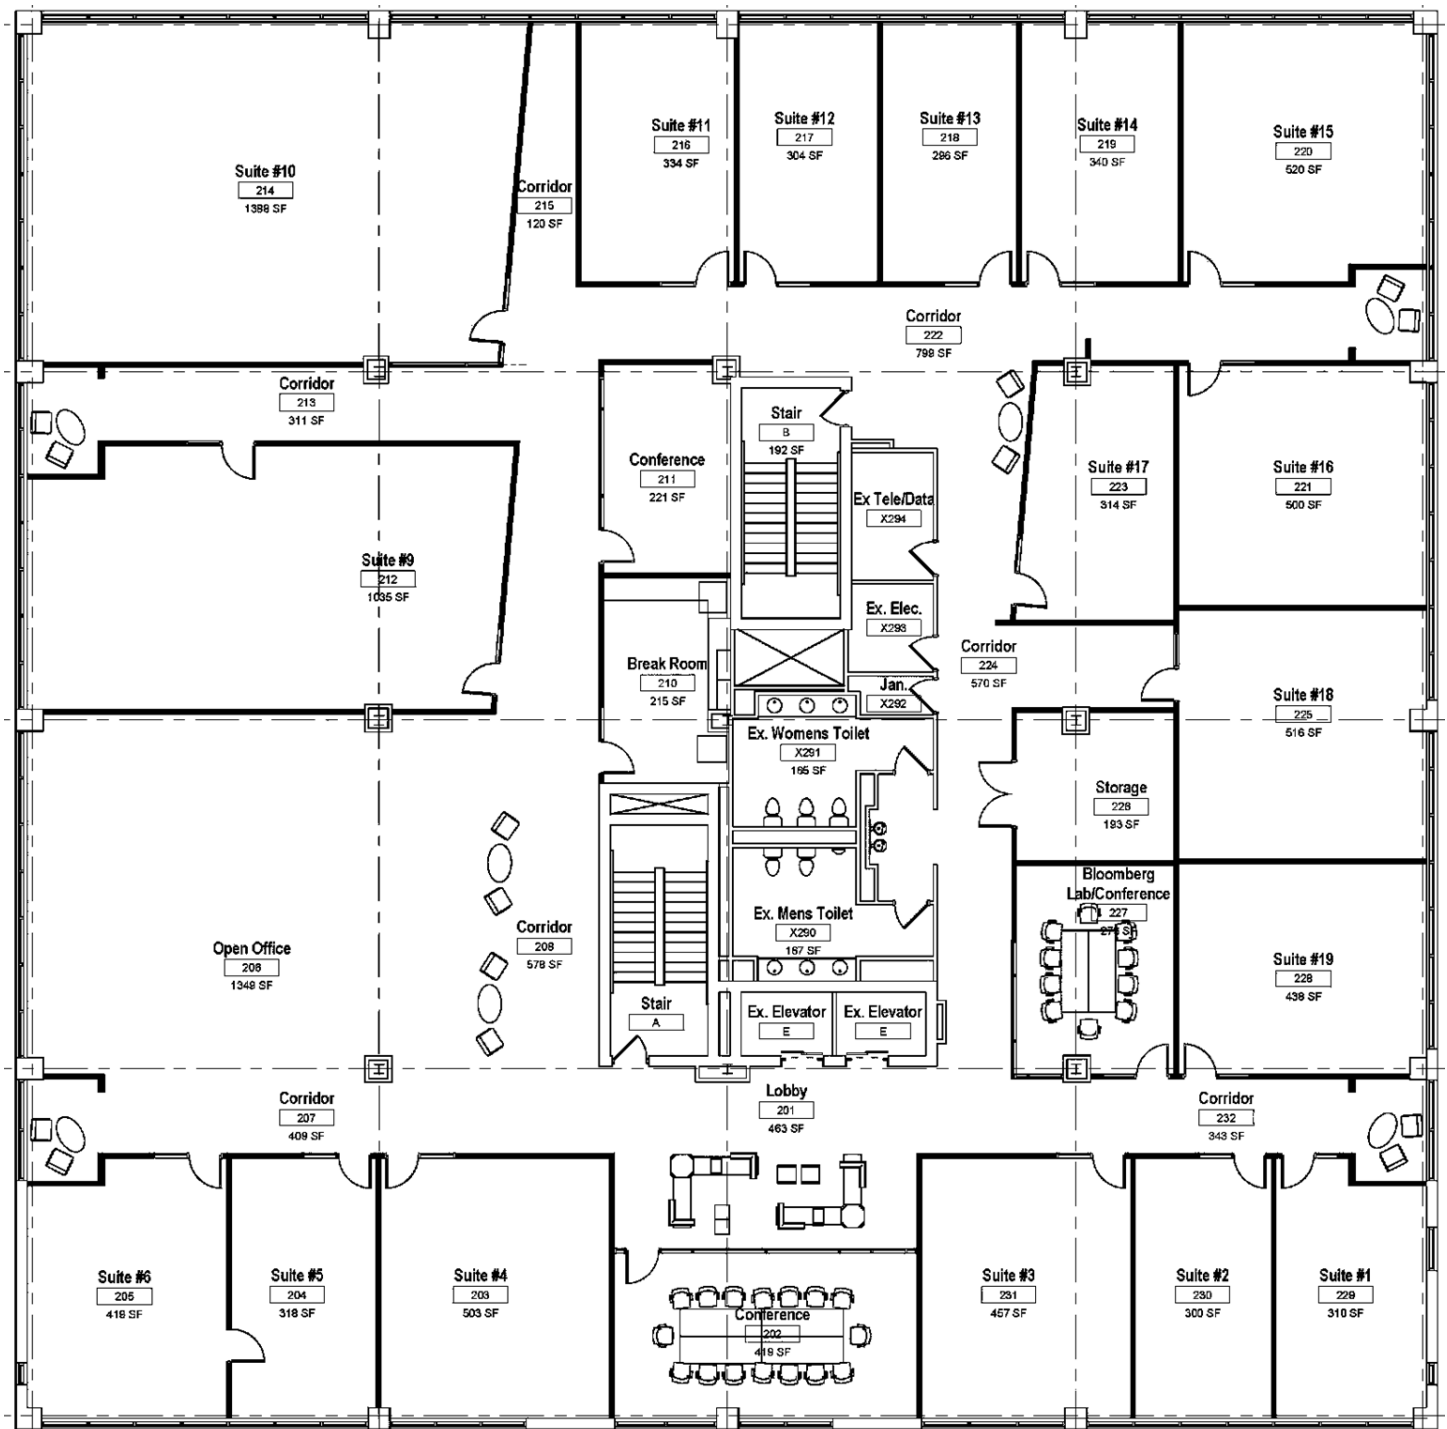 Suite #10
214
1388 SF
Corridor
215
120 SF
Suite #11
216
334 SF
Suite #12
217
304 SF
Suite #13
218
296 SF
Suite #14
219
340 SF
Suite #15
220
520 SF
Corridor
222
799 SF
Corridor
213
311 SF
Stair
B
192 SF
Conference
211
221 SF
Ex Tele/Data
X294
Suite #17
223
314 SF
Suite #16
221
500 SF
Suite #9
212
1035 SF
Ex. Elec.
X293
Break Room
210
215 SF
Corridor
224
570 SF
Jan.
X292
Suite #18
225
516 SF
Ex. Womens Toilet
X291
165 SF
Storage
226
193 SF
Bloomberg
Lab/Conference
227
Ex. Mens Toilet
X290
167 SF
Open Office
206
1349 SF
Corridor
208
578 SF
Suite #19
228
438 SF
Stair
A
Ex. Elevator
E
Ex. Elevator
E
Corridor
207
409 SF
Lobby
201
463 SF
Corridor
232
343 SF
Suite #6
205
418 SF
Suite #5
204
318 SF
Suite #4
203
503 SF
Conference
202
419 SF
Suite #3
231
457 SF
Suite #2
230
300 SF
Suite #1
229
310 SF